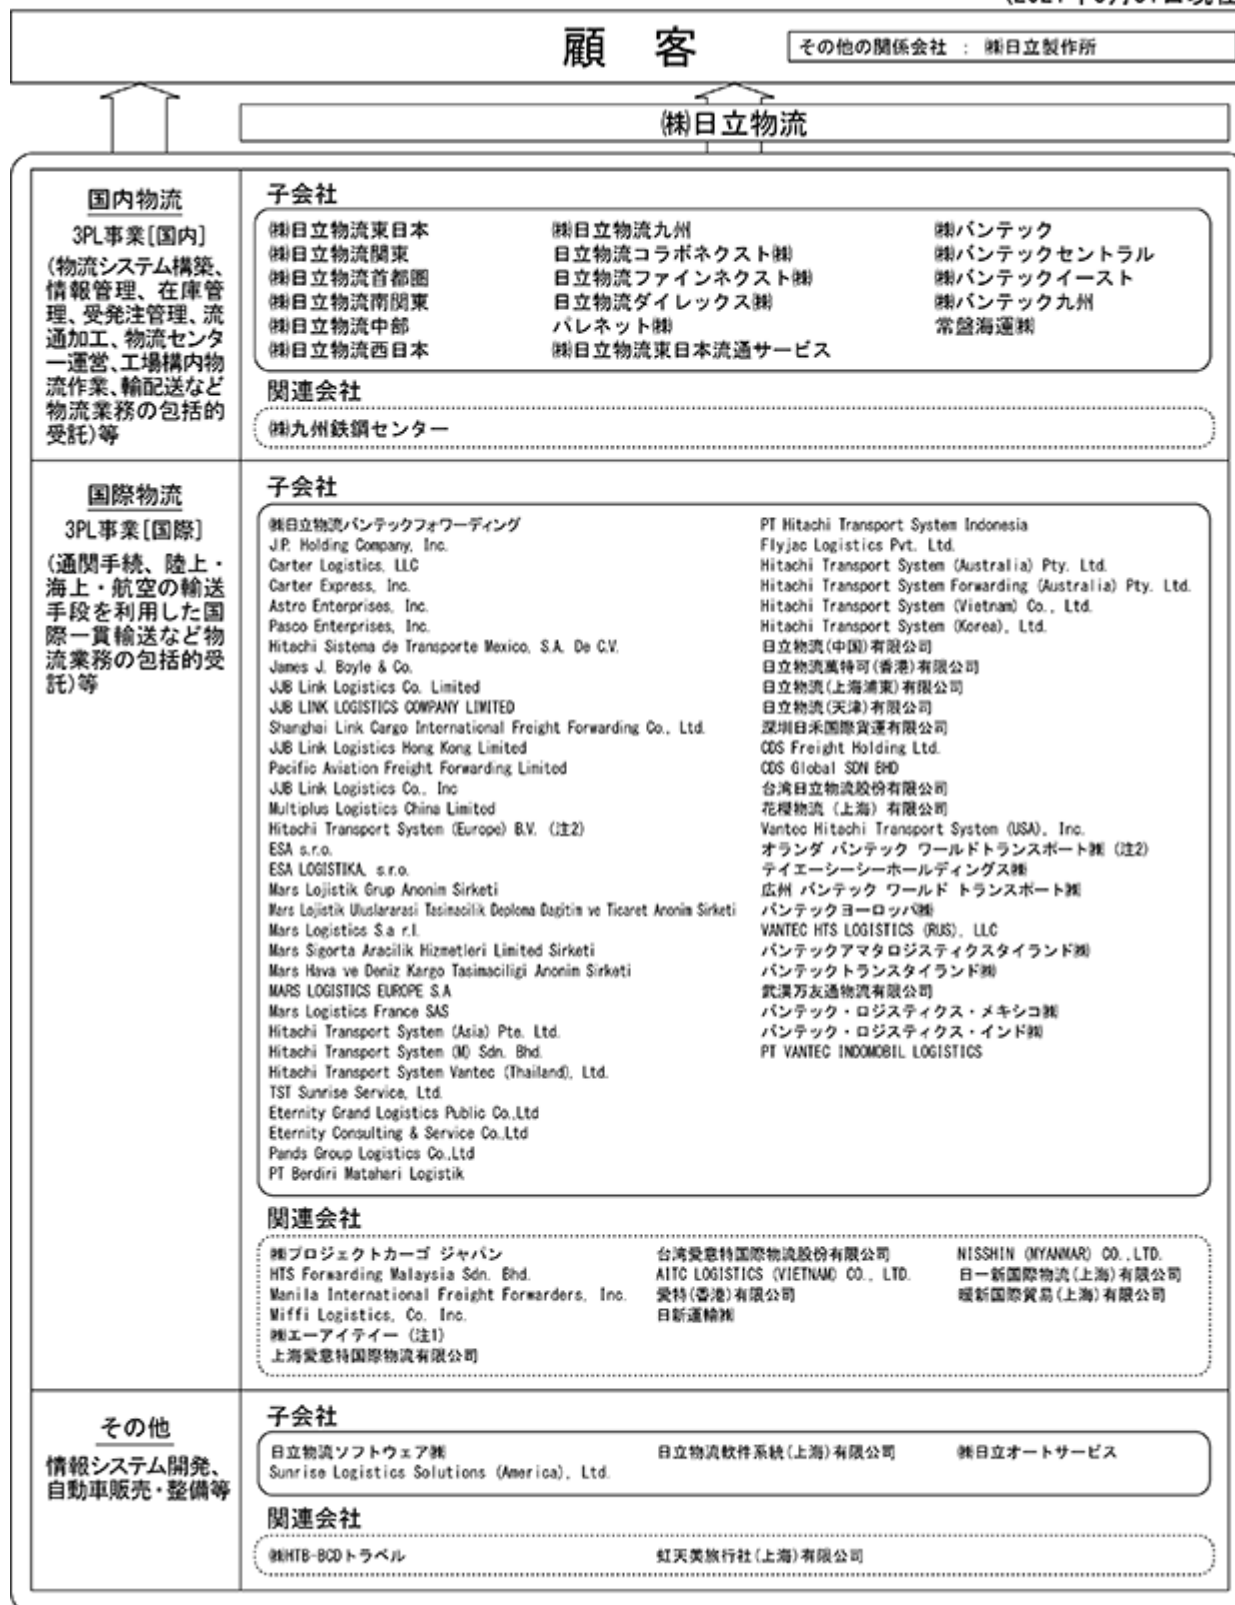 顧 客
その他の関係会社 : ㈱日立製作所
㈱日立物流
国内物流
3PL事業[国内]
(物流システム構築、
情報管理、在庫管
理、受発注管理、流
通加工、物流センタ
ー運営、工場構内物
流作業、輸配送など
物流業務の包括的
受託)等
子会社
㈱日立物流東日本
㈱日立物流関東
㈱日立物流首都圏
㈱日立物流南関東
㈱日立物流中部
㈱日立物流西日本
㈱日立物流九州
日立物流コラボネクスト㈱
日立物流ファインネクスト㈱
日立物流ダイレックス㈱
パレネット㈱
㈱日立物流東日本流通サービス
㈱バンテック
㈱バンテックセントラル
㈱バンテックイースト
㈱バンテック九州
常盤海運㈱
関連会社
㈱九州鉄鋼センター
国際物流
3PL事業[国際]
(通関手続、陸上・
海上・航空の輸送
手段を利用した国
際一貫輸送など物
流業務の包括的受
託)等
子会社
㈱日立物流バンテックフォワーディング
J.P. Holding Company, Inc.
Carter Logistics, LLC
Carter Express, Inc.
Astro Enterprises, Inc.
Pasco Enterprises, Inc.
Hitachi Sistema de Transporte Mexico, S.A. De C.V.
James J. Boyle & Co.
JJB Link Logistics Co. Limited
JJB LINK LOGISTICS COMPANY LIMITED
Shanghai Link Cargo International Freight Forwarding Co., Ltd.
JJB Link Logistics Hong Kong Limited
Pacific Aviation Freight Forwarding Limited
JJB Link Logistics Co., Inc
Multiplus Logistics China Limited
Hitachi Transport System (Europe) B.V. (注2)
ESA s.r.o.
ESA LOGISTIKA, s.r.o.
Mars Lojistik Grup Anonim Sirketi
Mars Lojistik Uluslararasi Tasimacilik Depolama Dagitim ve Ticaret Anonim Sirketi
Mars Logistics S.a r.l.
Mars Sigorta Aracilik Hizmetleri Limited Sirketi
Mars Hava ve Deniz Kargo Tasimaciligi Anonim Sirketi
MARS LOGISTICS EUROPE S.A
Mars Logistics France SAS
Hitachi Transport System (Asia) Pte. Ltd.
Hitachi Transport System (M) Sdn. Bhd.
Hitachi Transport System Vantec (Thailand), Ltd.
TST Sunrise Service, Ltd.
Eternity Grand Logistics Public Co.,Ltd
Eternity Consulting & Service Co.,Ltd
Pands Group Logistics Co.,Ltd
PT Berdiri Matahari Logistik
PT Hitachi Transport System Indonesia
Flyjac Logistics Pvt. Ltd.
Hitachi Transport System (Australia) Pty. Ltd.
Hitachi Transport System Forwarding (Australia) Pty. Ltd.
Hitachi Transport System (Vietnam) Co., Ltd.
Hitachi Transport System (Korea), Ltd.
日立物流(中国)有限公司
日立物流萬特可(香港)有限公司
日立物流(上海浦東)有限公司
日立物流(天津)有限公司
深圳日禾国際貨運有限公司
CDS Freight Holding Ltd.
CDS Global SDN BHD
台湾日立物流股份有限公司
花櫻物流 (上海) 有限公司
Vantec Hitachi Transport System (USA), Inc.
オランダ バンテック ワールドトランスポート㈱ (注2)
テイエーシーシーホールディングス㈱
広州 バンテック ワールド トランスポート㈱
バンテックヨーロッパ㈱
VANTEC HTS LOGISTICS (RUS), LLC
バンテックアマタロジスティクスタイランド㈱
バンテックトランスタイランド㈱
武漢万友通物流有限公司
バンテック・ロジスティクス・メキシコ㈱
バンテック・ロジスティクス・インド㈱
PT VANTEC INDOMOBIL LOGISTICS
関連会社
㈱プロジェクトカーゴ ジャパン
HTS Forwarding Malaysia Sdn. Bhd.
Manila International Freight Forwarders, Inc.
Miffi Logistics, Co. Inc.
㈱エーアイテイー (注1)
上海愛意特国際物流有限公司
台湾愛意特国際物流股份有限公司
AITC LOGISTICS (VIETNAM) CO., LTD.
愛特(香港)有限公司
日新運輸㈱
NISSHIN (MYANMAR) CO.,LTD.
日一新国際物流(上海)有限公司
暖新国際貿易(上海)有限公司
その他
情報システム開発、
自動車販売・整備等
子会社
日立物流ソフトウェア㈱
Sunrise Logistics Solutions (America), Ltd.
日立物流軟件系統(上海)有限公司
㈱日立オートサービス
関連会社
㈱HTB-BCDトラベル
虹天美旅行社(上海)有限公司